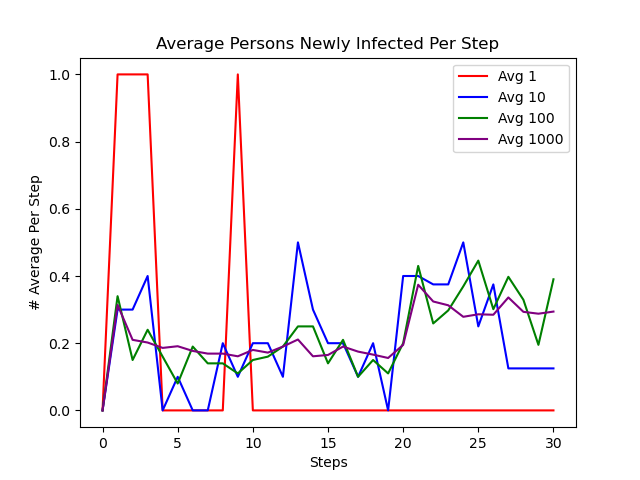 Average Persons Newly Infected Per Step
# Average Per Step
1.0
0.8
0.6
0.4
0.2
0.0
Avg 1
Avg 10
Avg 100
Avg 1000
0 5 10 15 20 25 30
Steps